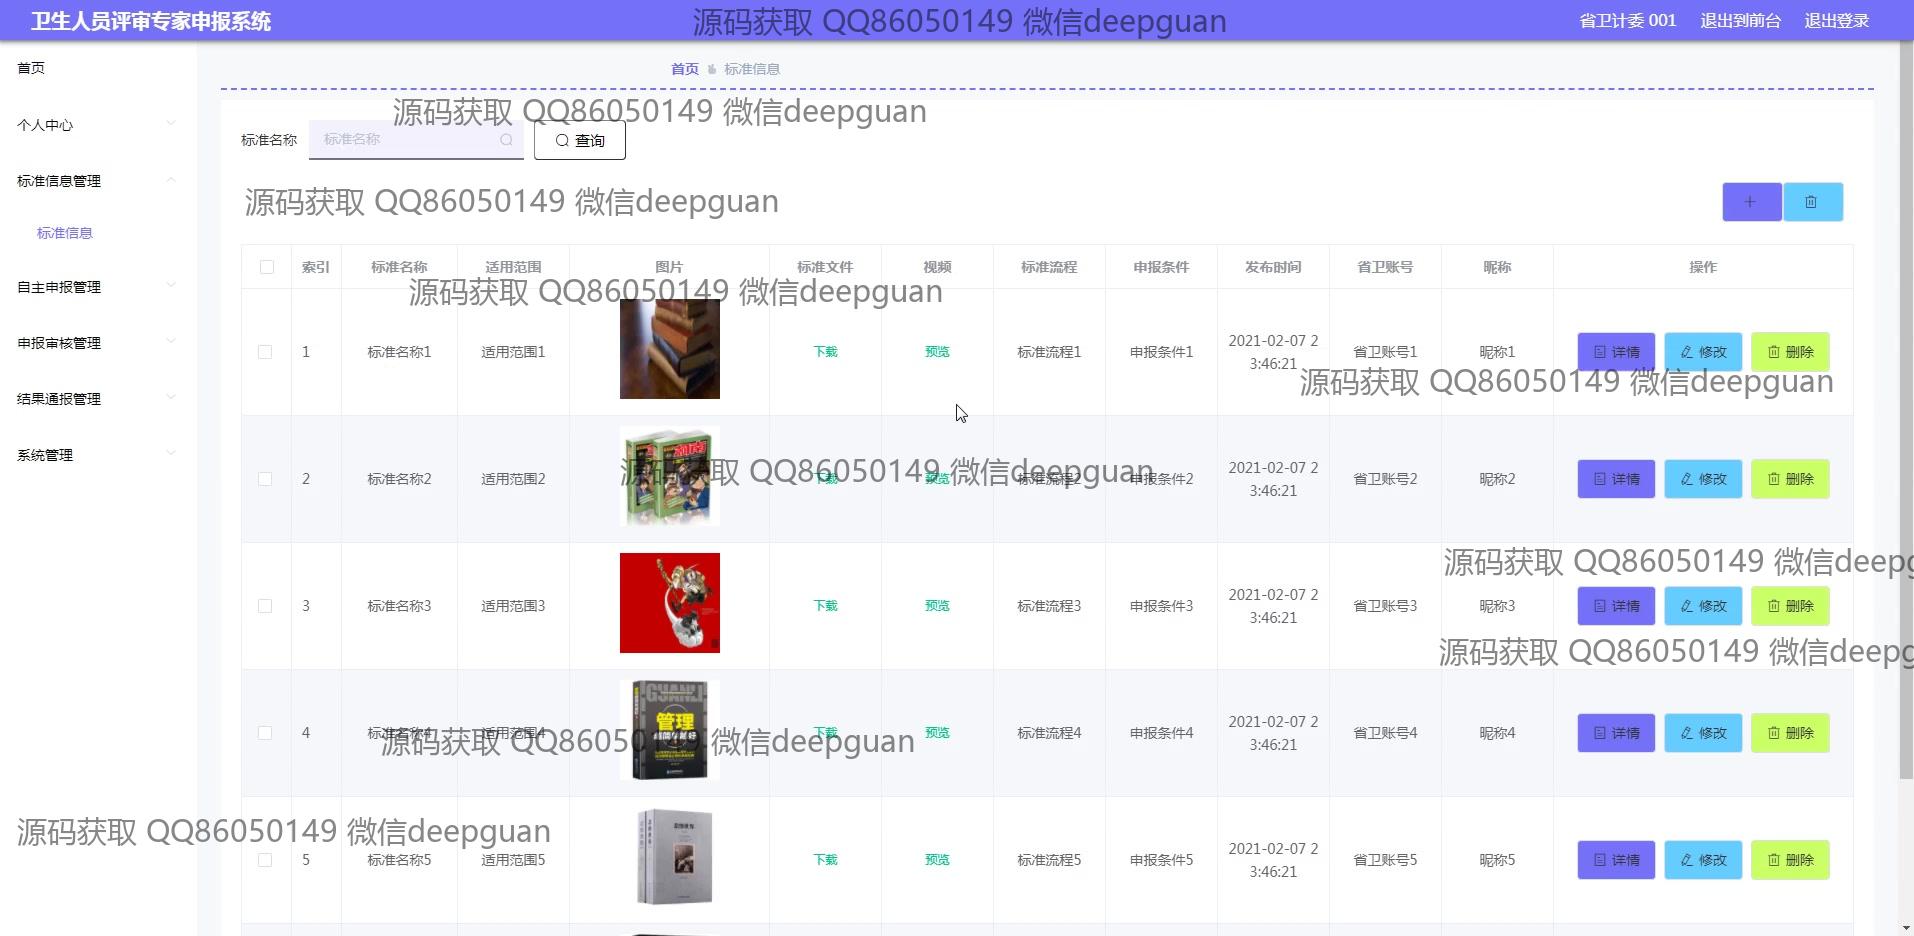 卫生人员评审专家申报系统
源码获取 QQ86050149 微信deepguan
省卫计委 001 退出到前台 退出登录
首页
个人中心
标准信息管理
标准信息
自主申报管理
申报审核管理
结果通报管理
系统管理
首页 标准信息
源码获取 QQ86050149 微信deepguan
标准名称 标准名称 查询
源码获取 QQ86050149 微信deepguan
索引 标准名称 适用范围 图片 标准文件 视频 标准流程 申报条件 发布时间 省卫账号 昵称 操作
源码获取 QQ86050149 微信deepguan
1 标准名称1 适用范围1 下载 预览 标准流程1 申报条件1 2021-02-07 2
3:46:21 省卫账号1 昵称1 详情 修改 删除
源码获取 QQ86050149 微信deepguan
2 标准名称2 适用范围2 下载 预览 标准流程2 申报条件2 2021-02-07 2
3:46:21 省卫账号2 昵称2 详情 修改 删除
源码获取 QQ86050149 微信deepguan
源码获取 QQ86050149 微信deepg
3 标准名称3 适用范围3 下载 预览 标准流程3 申报条件3 2021-02-07 2
3:46:21 省卫账号3 昵称3 详情 修改 删除
源码获取 QQ86050149 微信deepg
GUANLI
管理
4 标准名称4 适用范围4 下载 预览 标准流程4 申报条件4 2021-02-07 2
3:46:21 省卫账号4 昵称4 详情 修改 删除
源码获取 QQ86050149 微信deepguan
源码获取 QQ86050149 微信deepguan
5 标准名称5 适用范围5 下载 预览 标准流程5 申报条件5 2021-02-07 2
3:46:21 省卫账号5 昵称5 详情 修改 删除